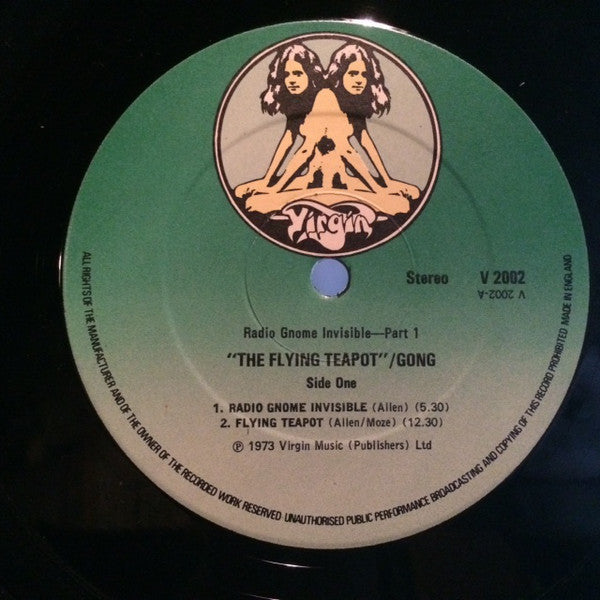 Virgin
Stereo V 2002
V 2002-A
Radio Gnome Invisible—Part 1
"THE FLYING TEAPOT"/GONG
Side One
1. RADIO GNOME INVISIBLE (Allen) (5.30)
2. FLYING TEAPOT (Allen/Moze) (12.30)
℗ 1973 Virgin Music (Publishers) Ltd
ALL RIGHTS OF THE MANUFACTURER AND OF THE OWNER OF THE RECORDED WORK RESERVED UNAUTHORISED PUBLIC PERFORMANCE BROADCASTING AND COPYING OF THIS RECORD PROHIBITED MADE IN ENGLAND